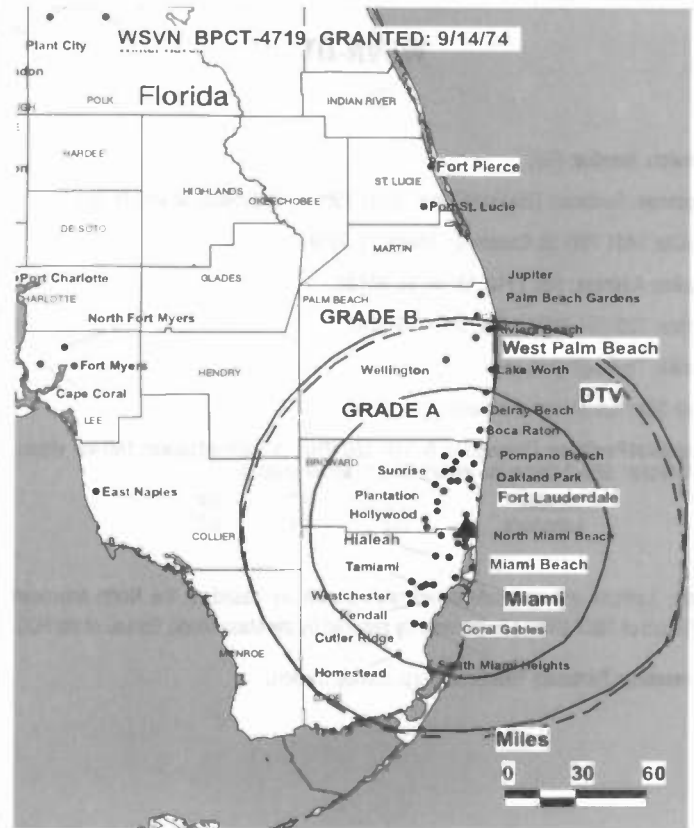 WSVN BPCT-4719 GRANTED: 9/14/74
Plant City
Florida
POLK
INDIAN RIVER
HARDEE
Fort Pierce
ST. LUCIE
HIGHLANDS
OKEECHOBEE
Port St. Lucie
DE SOTO
MARTIN
Port Charlotte
GLADES
Jupiter
CHARLOTTE
PALM BEACH
Palm Beach Gardens
North Fort Myers
GRADE B
Riviera Beach
West Palm Beach
Fort Myers
HENDRY
Wellington
Lake Worth
DTV
Cape Coral
GRADE A
Delray Beach
LEE
Boca Raton
BROWARD
Pompano Beach
Sunrise
Oakland Park
East Naples
Plantation
Fort Lauderdale
Hollywood
COLLIER
Hialeah
North Miami Beach
Tamiami
Miami Beach
Westchester
Miami
Kendall
Coral Gables
Cutler Ridge
MONROE
South Miami Heights
Homestead
DADE
Miles
0 30 60